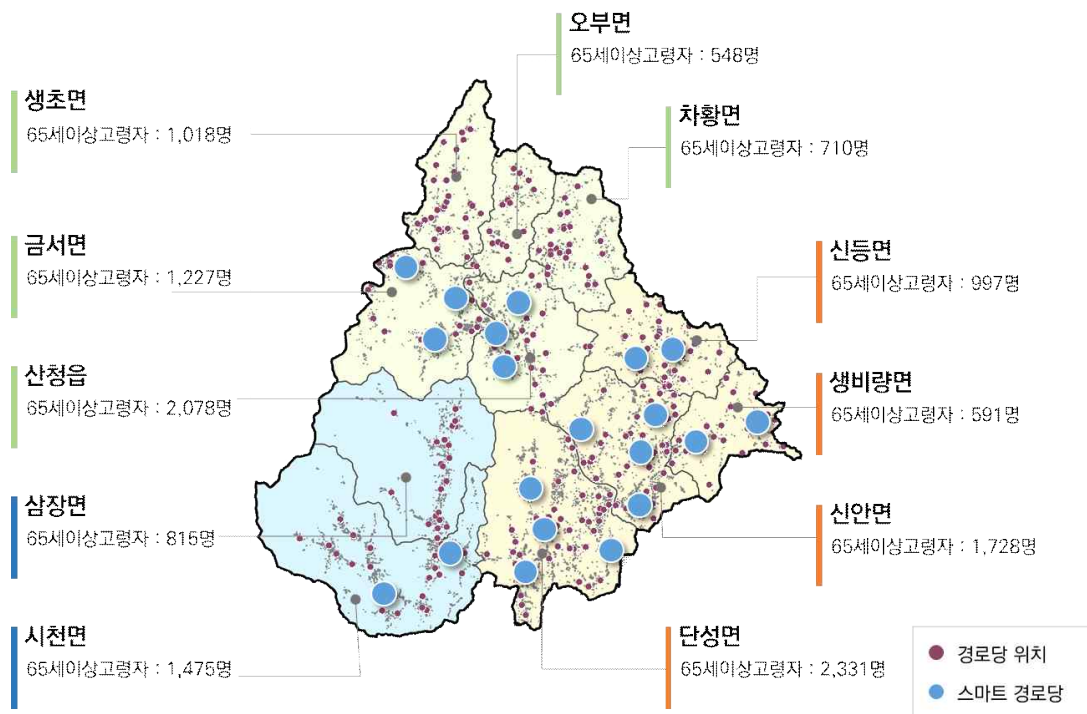 오부면
65세이상고령자 : 548명
생초면
65세이상고령자 : 1,018명
차황면
65세이상고령자 : 710명
금서면
65세이상고령자 : 1,227명
신등면
65세이상고령자 : 997명
산청읍
65세이상고령자 : 2,078명
생비량면
65세이상고령자 : 591명
삼장면
65세이상고령자 : 815명
신안면
65세이상고령자 : 1,728명
시천면
65세이상고령자 : 1,475명
단성면
65세이상고령자 : 2,331명
경로당 위치
스마트 경로당